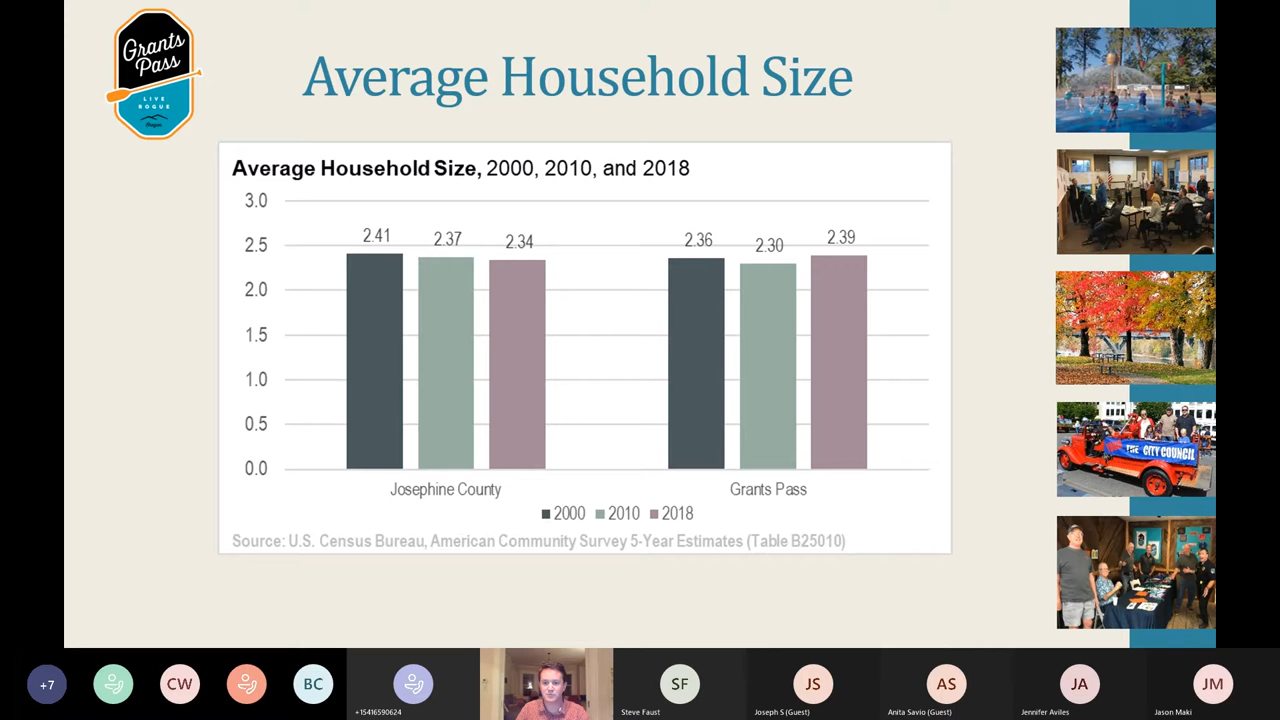 Grants
Pass
LIVE
ROGUE
Oregon
Average Household Size
Average Household Size, 2000, 2010, and 2018
3.0
2.5
2.0
1.5
1.0
0.5
0.0
2.41
2.37
2.34
2.36
2.30
2.39
Josephine County
Grants Pass
2000 2010 2018
Source: U.S. Census Bureau, American Community Survey 5-Year Estimates (Table B25010)
THE CITY COUNCIL
+7
CW
BC
+15416590624
SF
Steve Faust
JS
Joseph S (Guest)
AS
Anita Savio (Guest)
JA
Jennifer Aviles
JM
Jason Maki